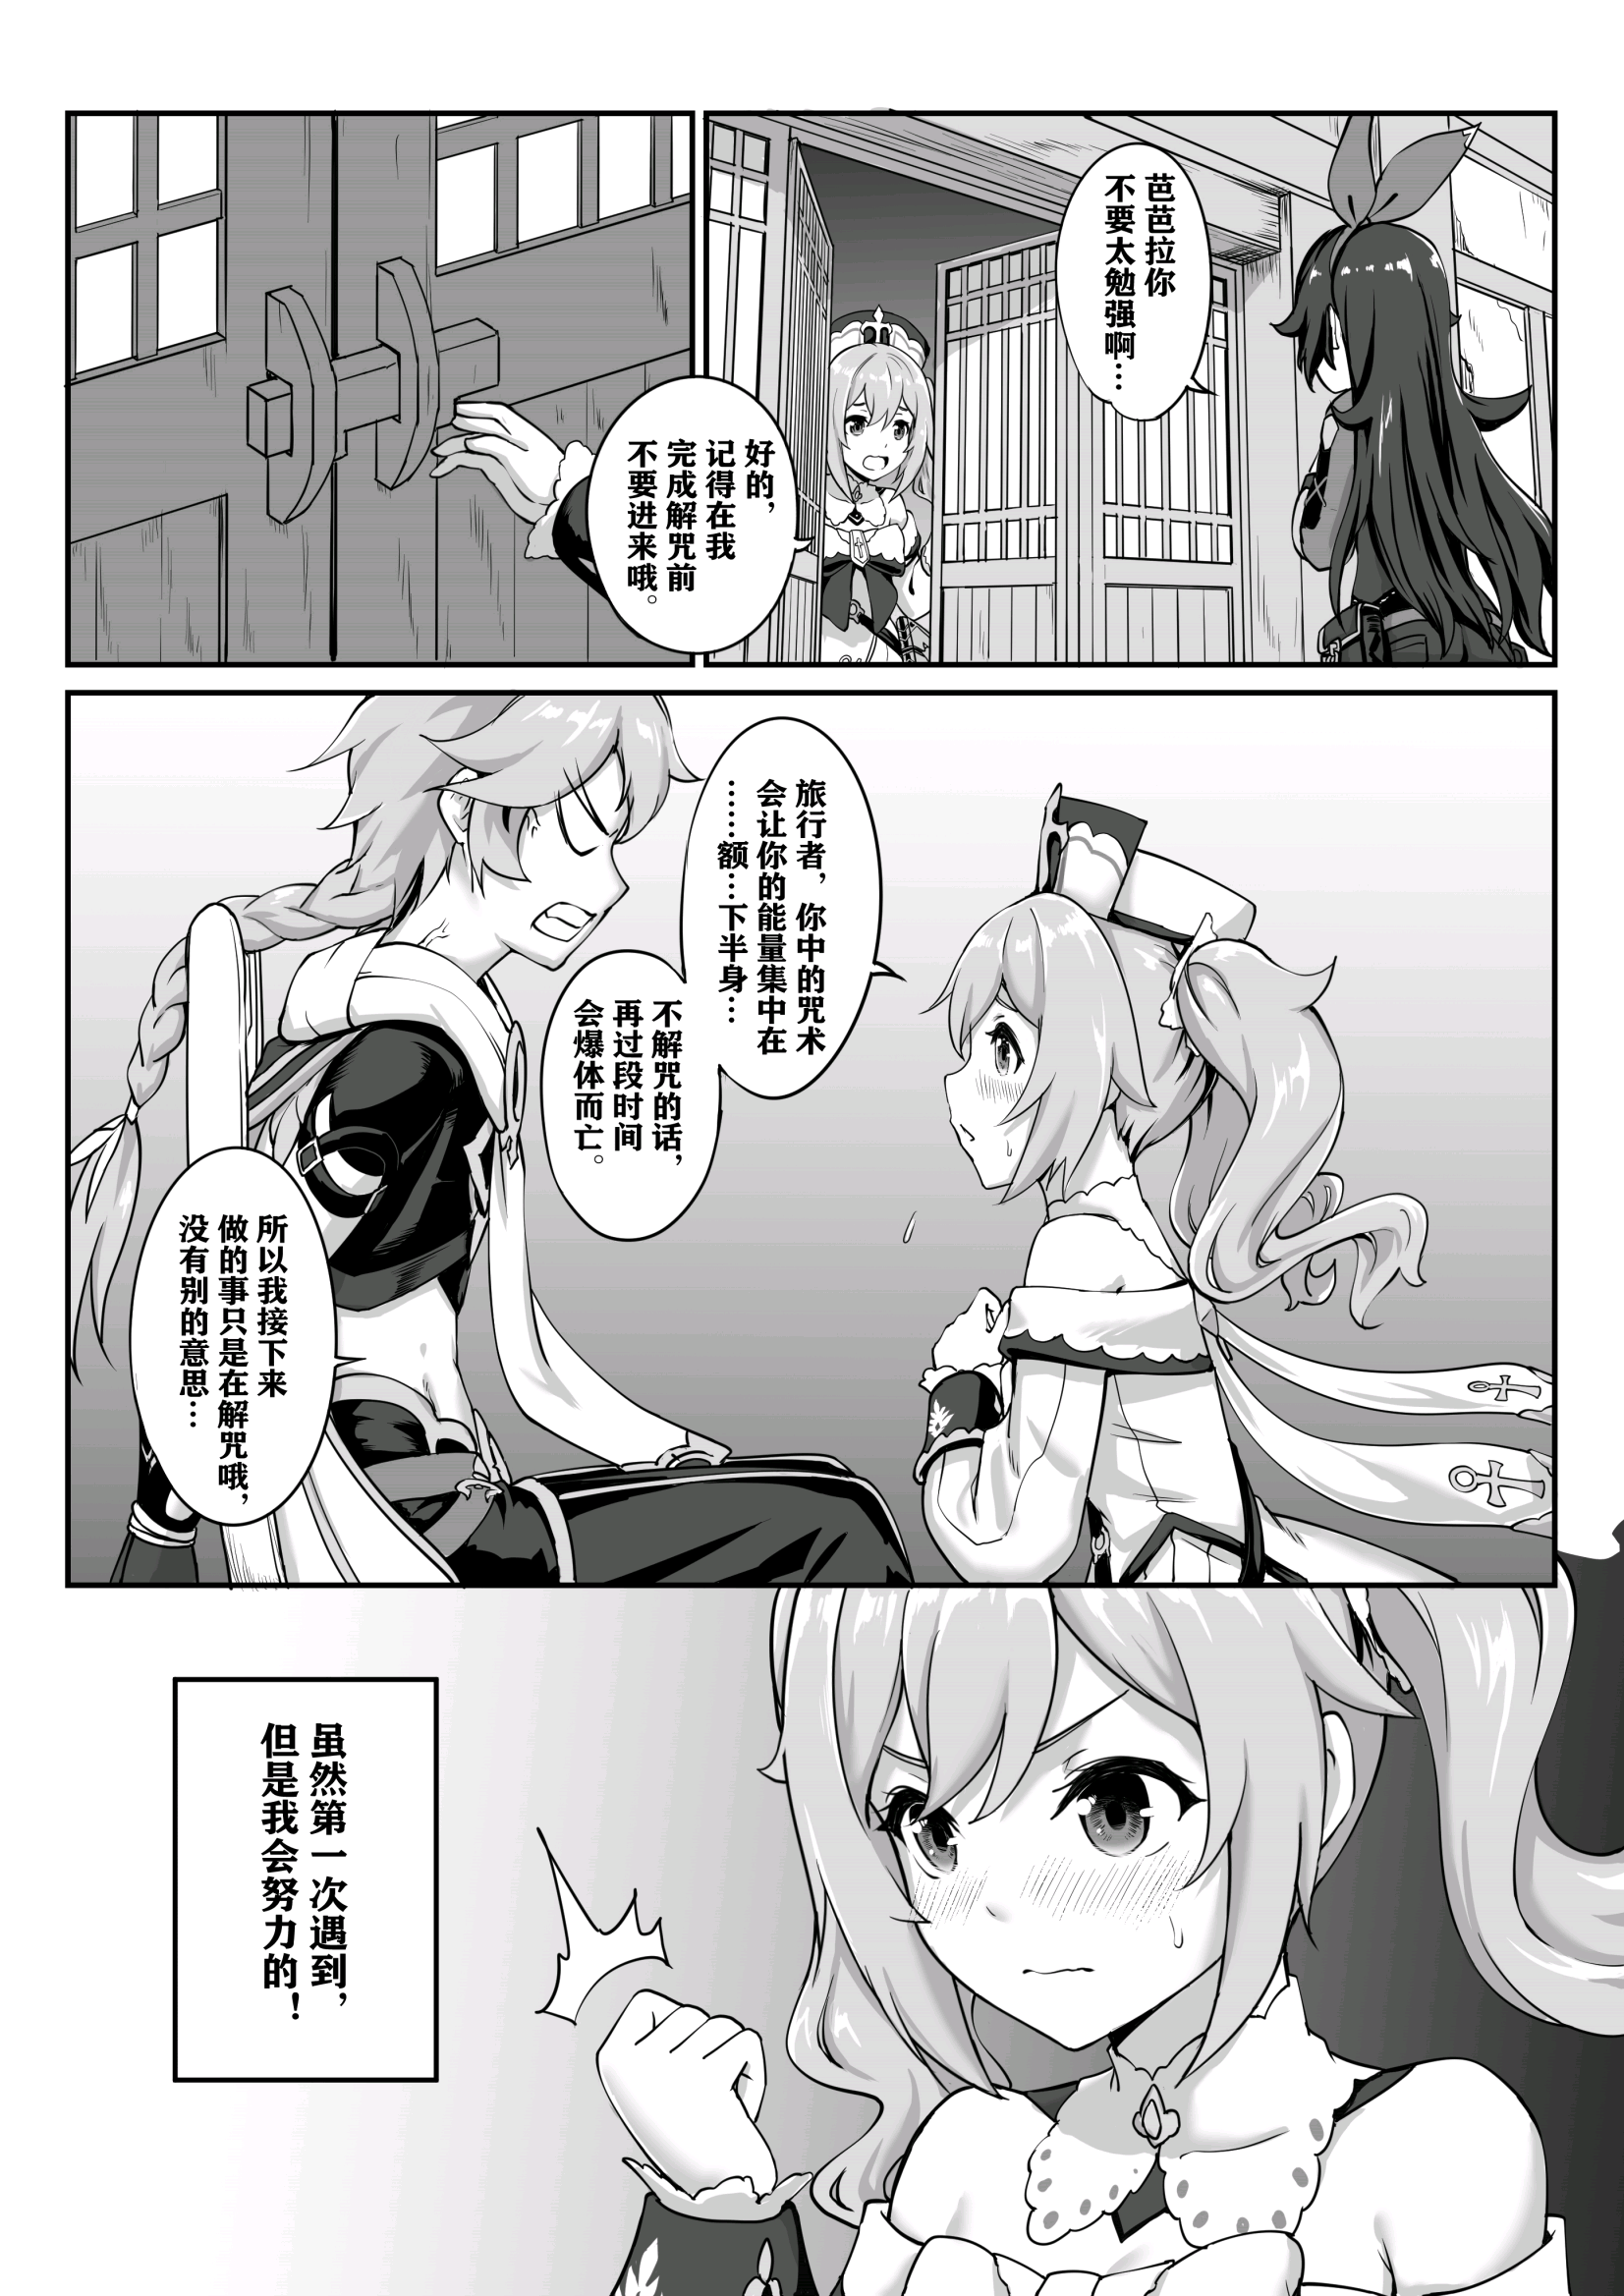 芭芭拉你
不要太勉强啊…
好的，
记得在我
完成解咒前
不要进来哦。
旅行者，你中的咒术
会让你的能量集中在
……额…下半身…
不解咒的话，
再过段时间
会爆体而亡。
所以我接下来
做的事只是在解咒哦，
没有别的意思…
虽然第一次遇到，
但是我会努力的！